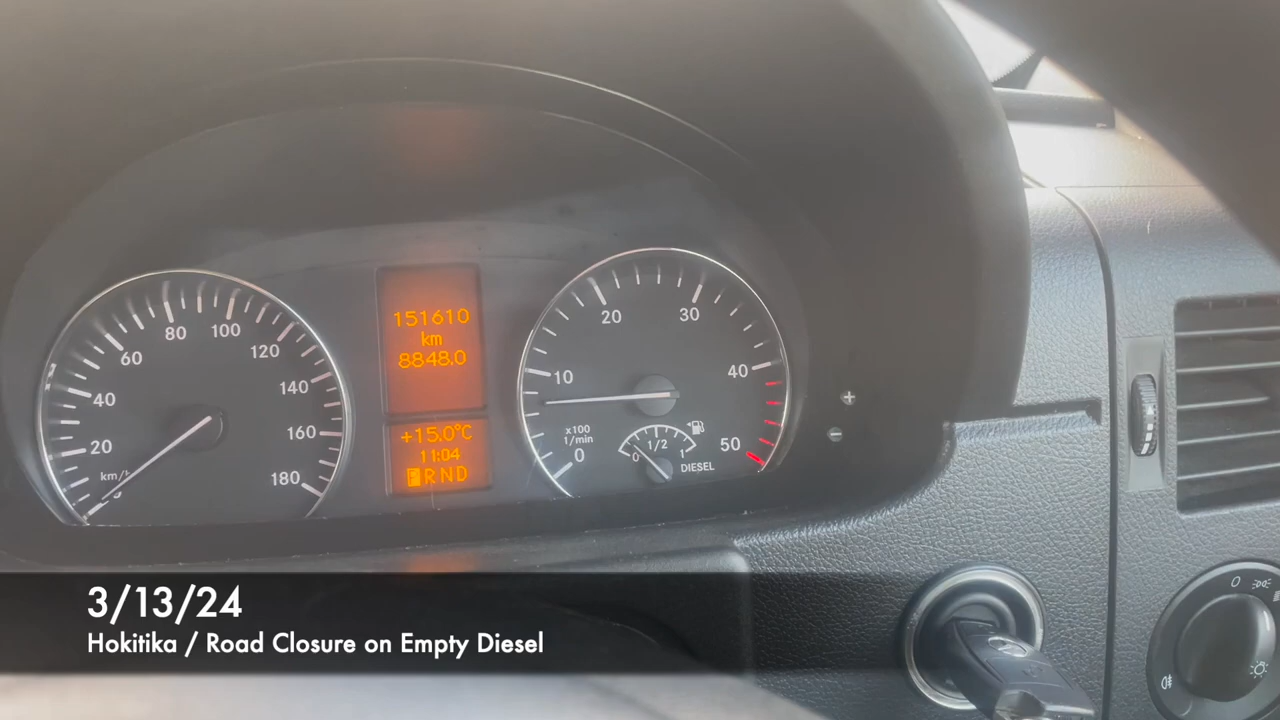 20
40
60
80
100
120
140
160
180
km/h
151610
km
8848.0
+15.0°C
11:04
PRND
0
10
20
30
40
50
x100
1/min
0
1/2
1
DIESEL
+
-
O
3/13/24
Hokitika / Road Closure on Empty Diesel